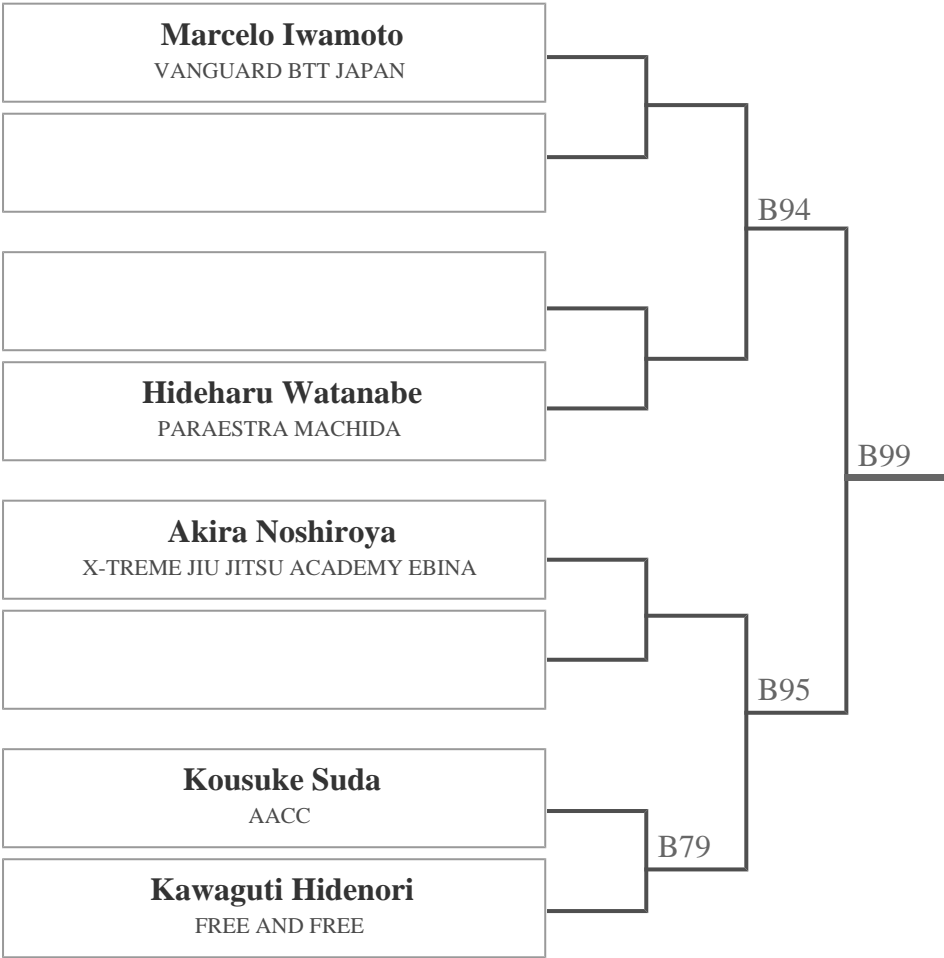 Marcelo Iwamoto
VANGUARD BTT JAPAN
B94
Hideharu Watanabe
PARAESTRA MACHIDA
B99
Akira Noshiroya
X-TREME JIU JITSU ACADEMY EBINA
B95
Kousuke Suda
AACC
B79
Kawaguti Hidenori
FREE AND FREE